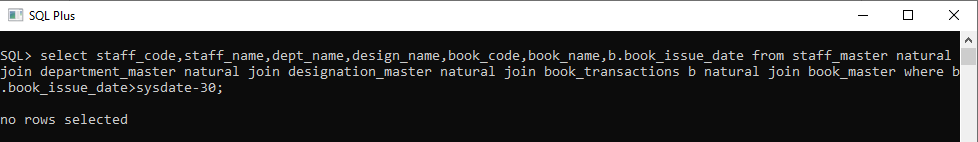 SQL Plus
SQL> select staff_code,staff_name,dept_name,design_name,book_code,book_name,b.book_issue_date from staff_master natural
join department_master natural join designation_master natural join book_transactions b natural join book_master where b
.book_issue_date>sysdate-30;
no rows selected